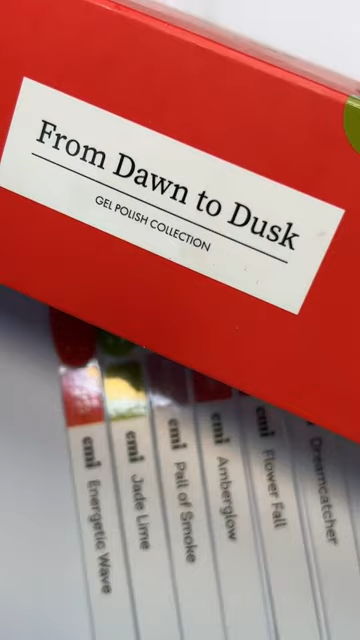 From Dawn to Dusk
GEL POLISH COLLECTION
emi Energetic Wave
emi Jade Lime
emi Pall of Smoke
emi Amberglow
emi Flower Fall
Dreamcatcher